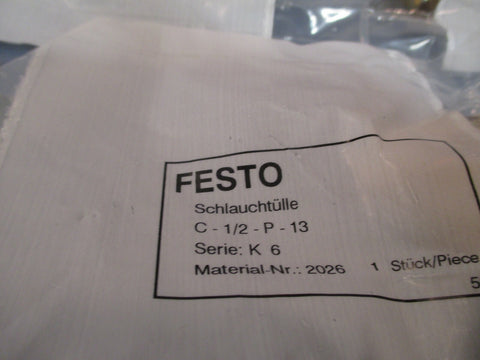 FESTO
Schlauchtülle
C - 1/2 - P - 13
Serie: K 6
Material-Nr.: 2026 1 Stück/Piece
5